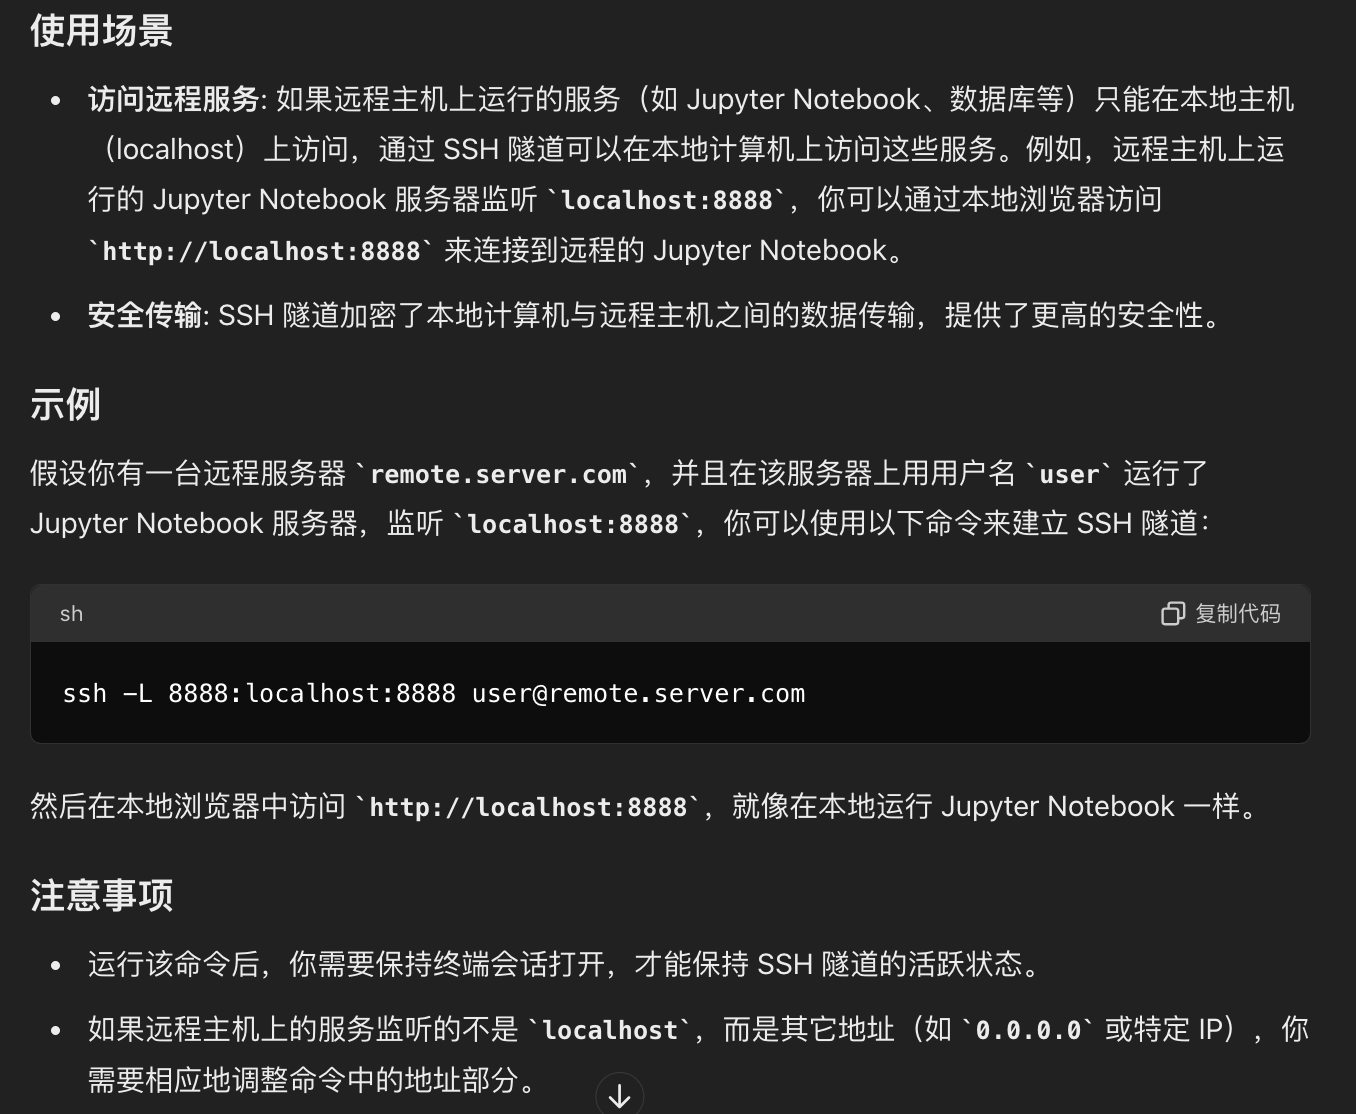 使用场景
• 访问远程服务: 如果远程主机上运行的服务（如 Jupyter Notebook、数据库等）只能在本地主机
（localhost）上访问，通过 SSH 隧道可以在本地计算机上访问这些服务。例如，远程主机上运
行的 Jupyter Notebook 服务器监听 `localhost:8888`，你可以通过本地浏览器访问
`http://localhost:8888` 来连接到远程的 Jupyter Notebook。
• 安全传输: SSH 隧道加密了本地计算机与远程主机之间的数据传输，提供了更高的安全性。
示例
假设你有一台远程服务器 `remote.server.com`，并且在该服务器上用用户名 `user` 运行了
Jupyter Notebook 服务器，监听 `localhost:8888`，你可以使用以下命令来建立 SSH 隧道：
sh 复制代码
ssh -L 8888:localhost:8888 user@remote.server.com
然后在本地浏览器中访问 `http://localhost:8888`，就像在本地运行 Jupyter Notebook 一样。
注意事项
• 运行该命令后，你需要保持终端会话打开，才能保持 SSH 隧道的活跃状态。
• 如果远程主机上的服务监听的不是 `localhost`，而是其它地址（如 `0.0.0.0` 或特定 IP），你
需要相应地调整命令中的地址部分。